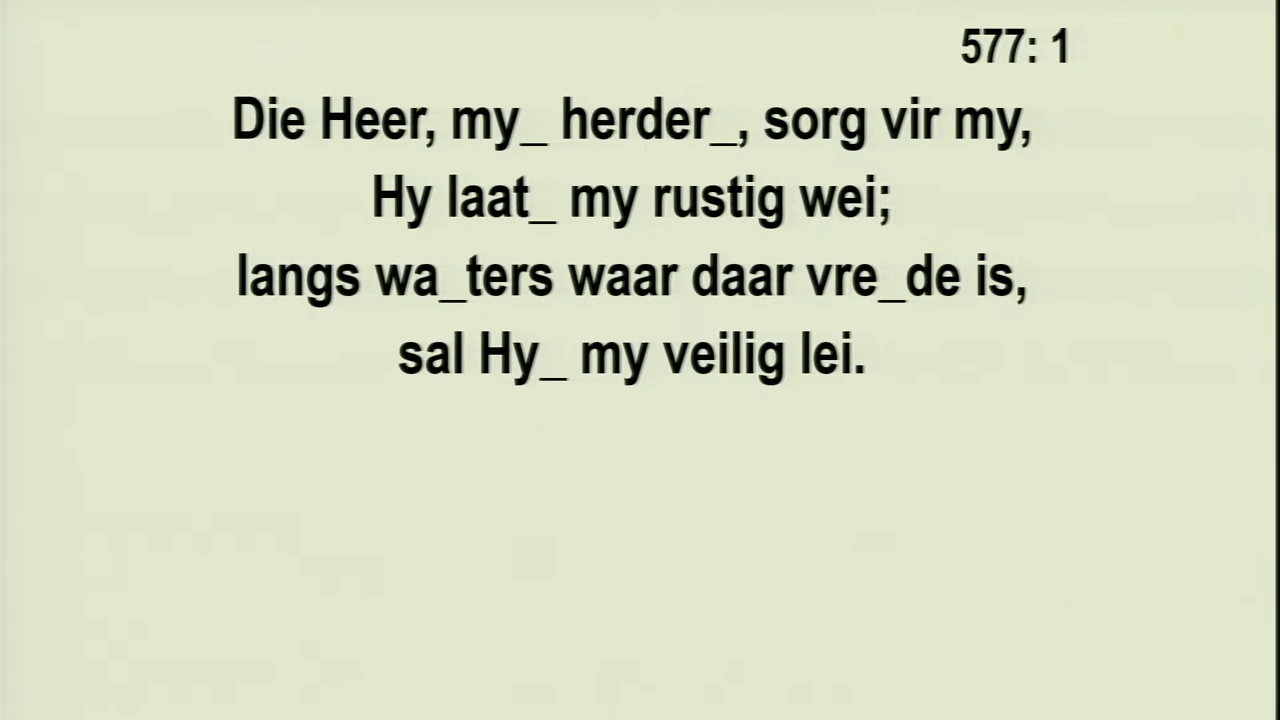 577: 1
Die Heer, my_ herder_, sorg vir my,
Hy laat_ my rustig wei;
langs wa_ters waar daar vre_de is,
sal Hy_ my veilig lei.